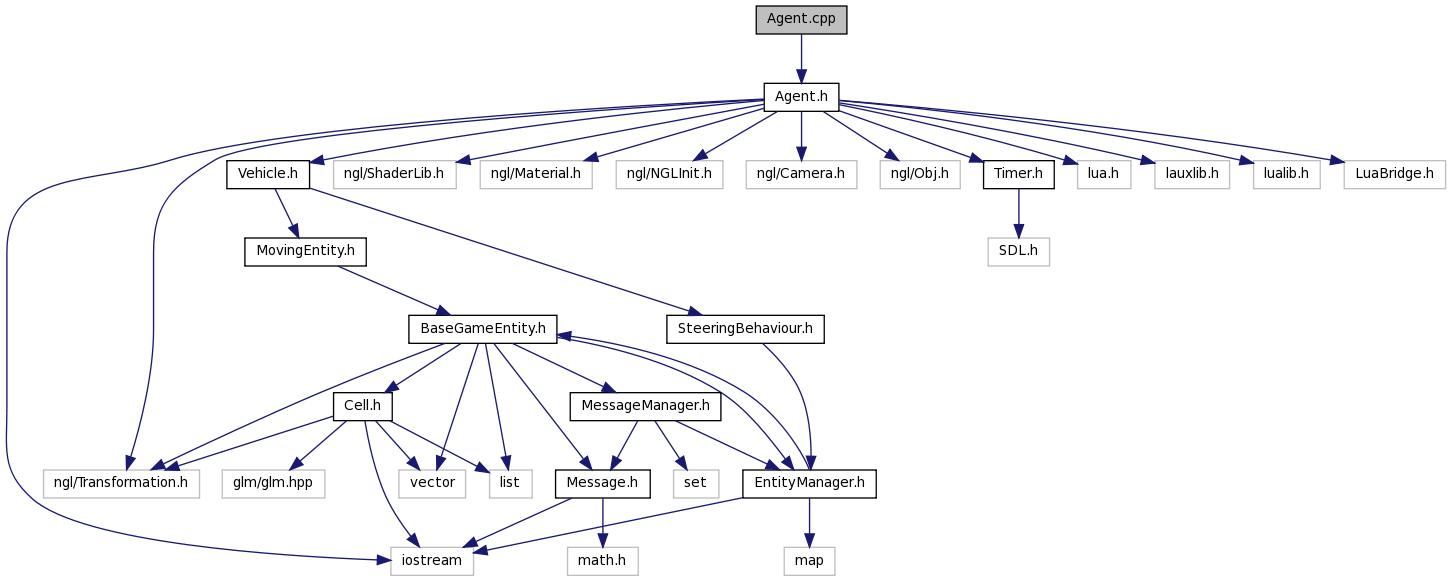 Agent.cpp
Agent.h
Vehicle.h
ngl/ShaderLib.h
ngl/Material.h
ngl/NGLInit.h
ngl/Camera.h
ngl/Obj.h
Timer.h
lua.h
lauxlib.h
lualib.h
LuaBridge.h
MovingEntity.h
SDL.h
BaseGameEntity.h
SteeringBehaviour.h
Cell.h
MessageManager.h
ngl/Transformation.h
glm/glm.hpp
vector
list
Message.h
set
EntityManager.h
iostream
math.h
map